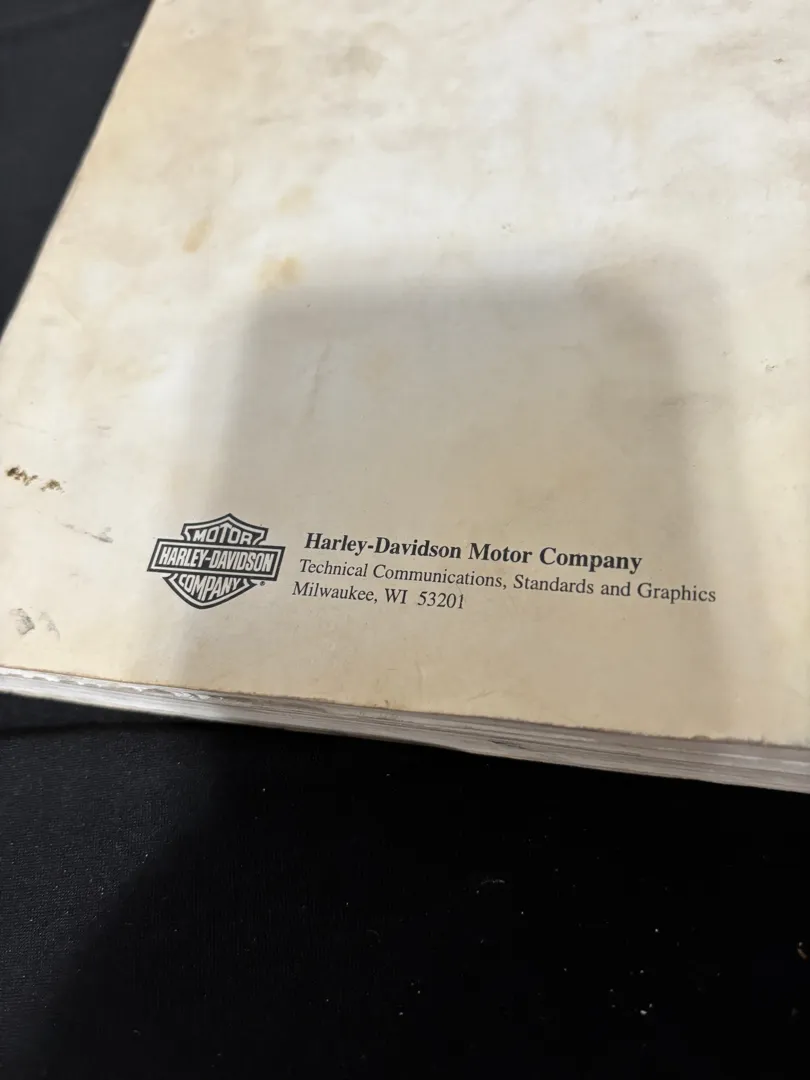 MOTOR
HARLEY-DAVIDSON
COMPANY
Harley-Davidson Motor Company
Technical Communications, Standards and Graphics
Milwaukee, WI 53201